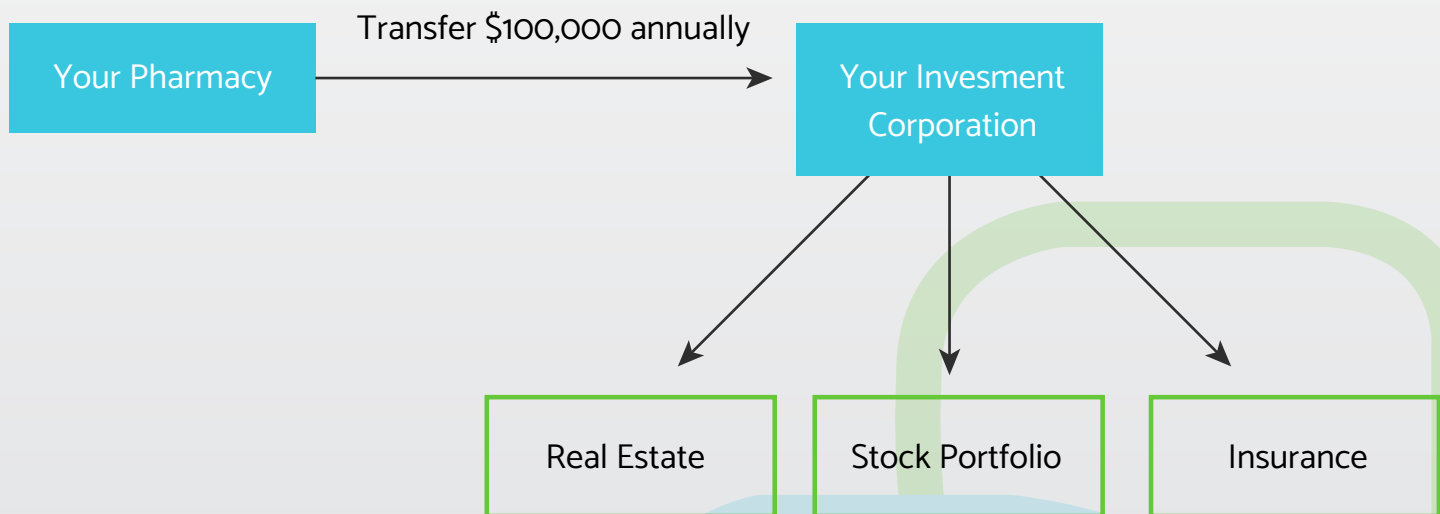 Transfer $100,000 annually
Your Pharmacy
Your Invesment
Corporation
Real Estate
Stock Portfolio
Insurance